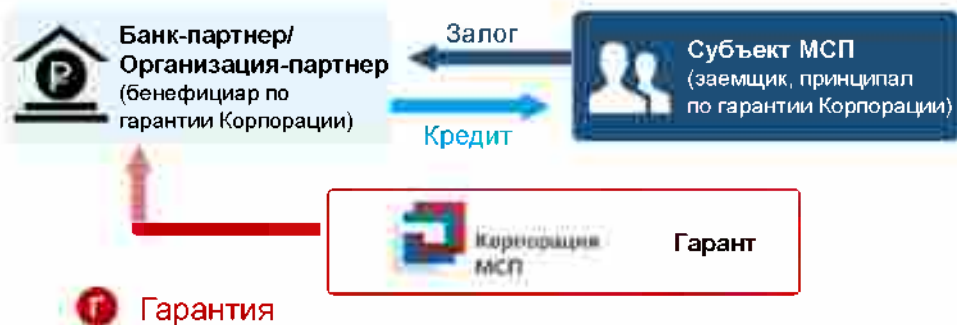 Банк-партнер/
Организация-партнер
(бенефициар по
гарантии Корпорации)
Залог
Кредит
Субъект МСП
(заемщик, принципал
по гарантии Корпорации)
Корпорация
МСП
Гарант
Г Гарантия